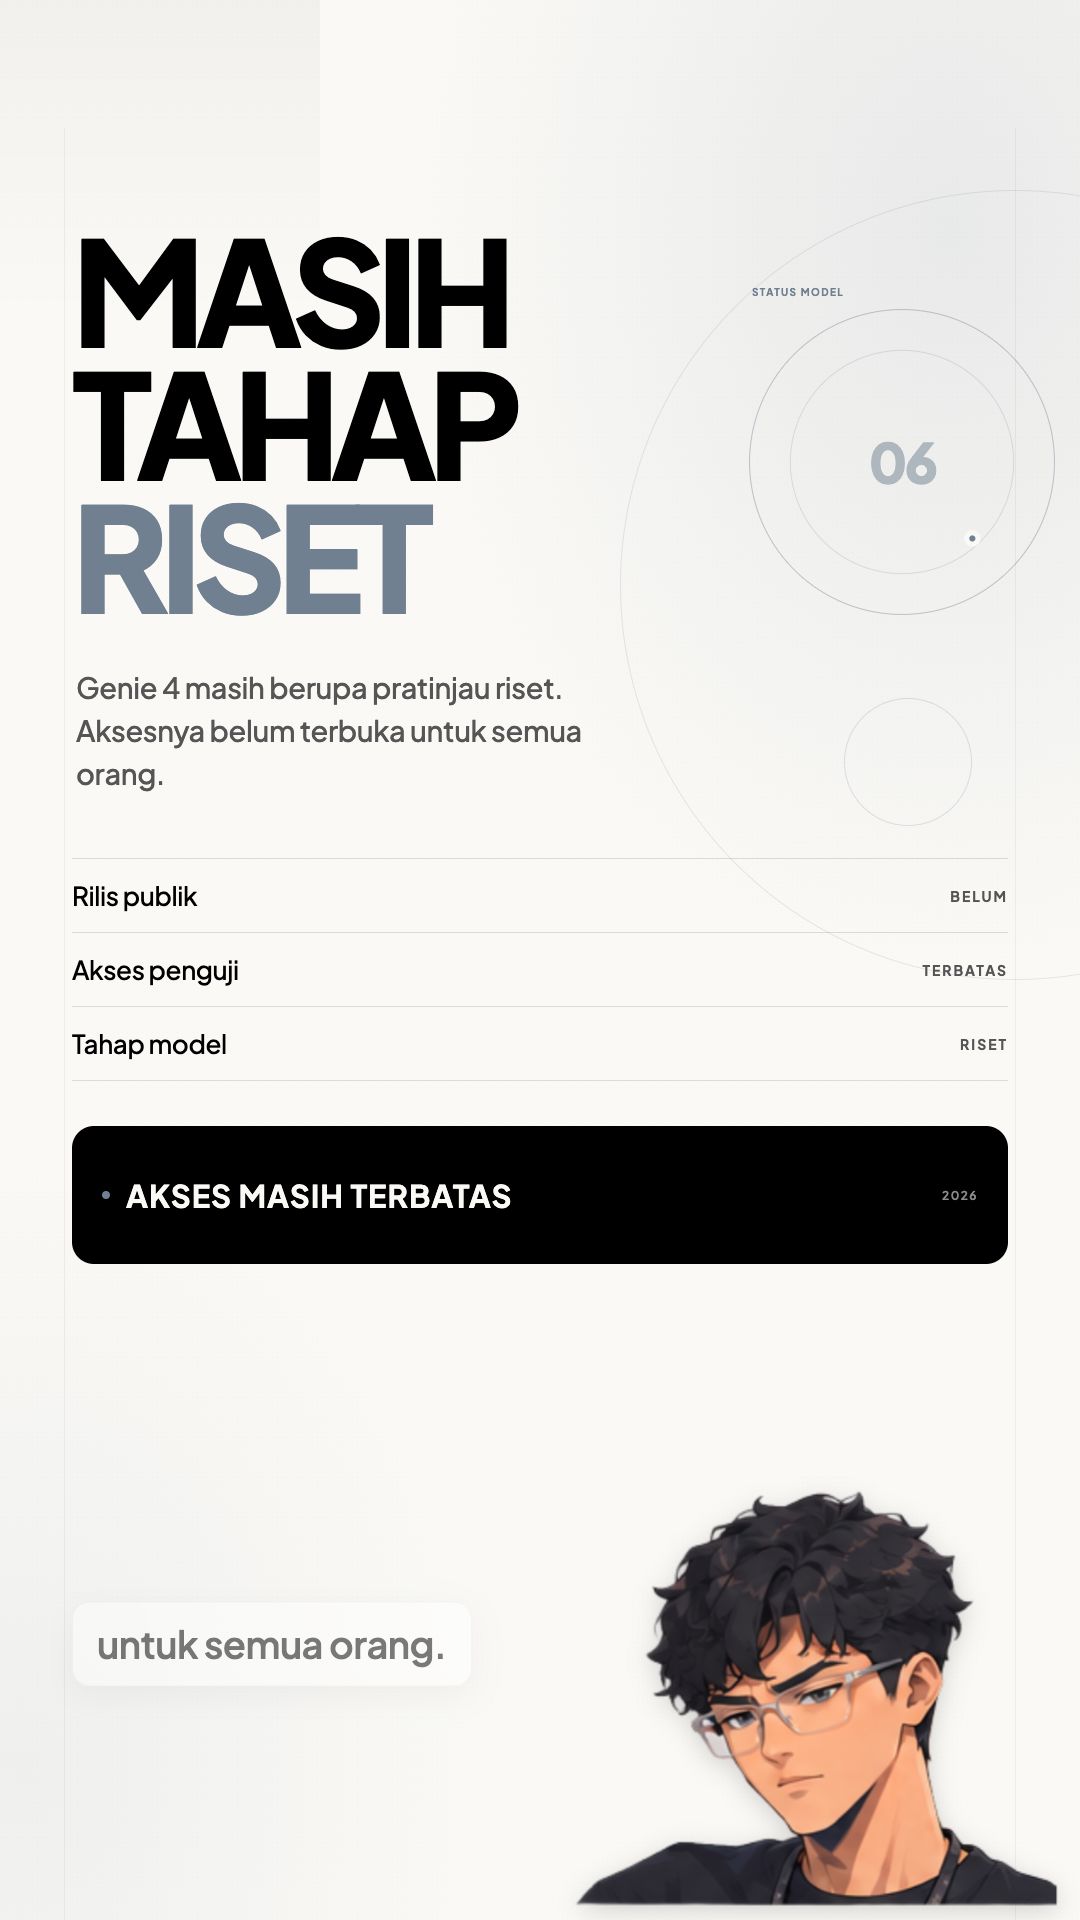 MASIH
TAHAP
RISET
STATUS MODEL
06
Genie 4 masih berupa pratinjau riset.
Aksesnya belum terbuka untuk semua
orang.
Rilis publik BELUM
Akses penguji TERBATAS
Tahap model RISET
AKSES MASIH TERBATAS 2026
untuk semua orang.